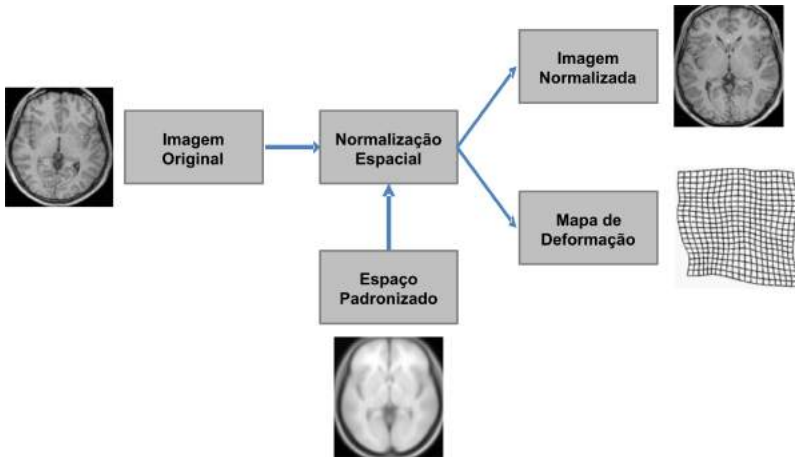 Imagem
Normalizada
Imagem
Original
Normalização
Espacial
Mapa de
Deformação
Espaço
Padronizado